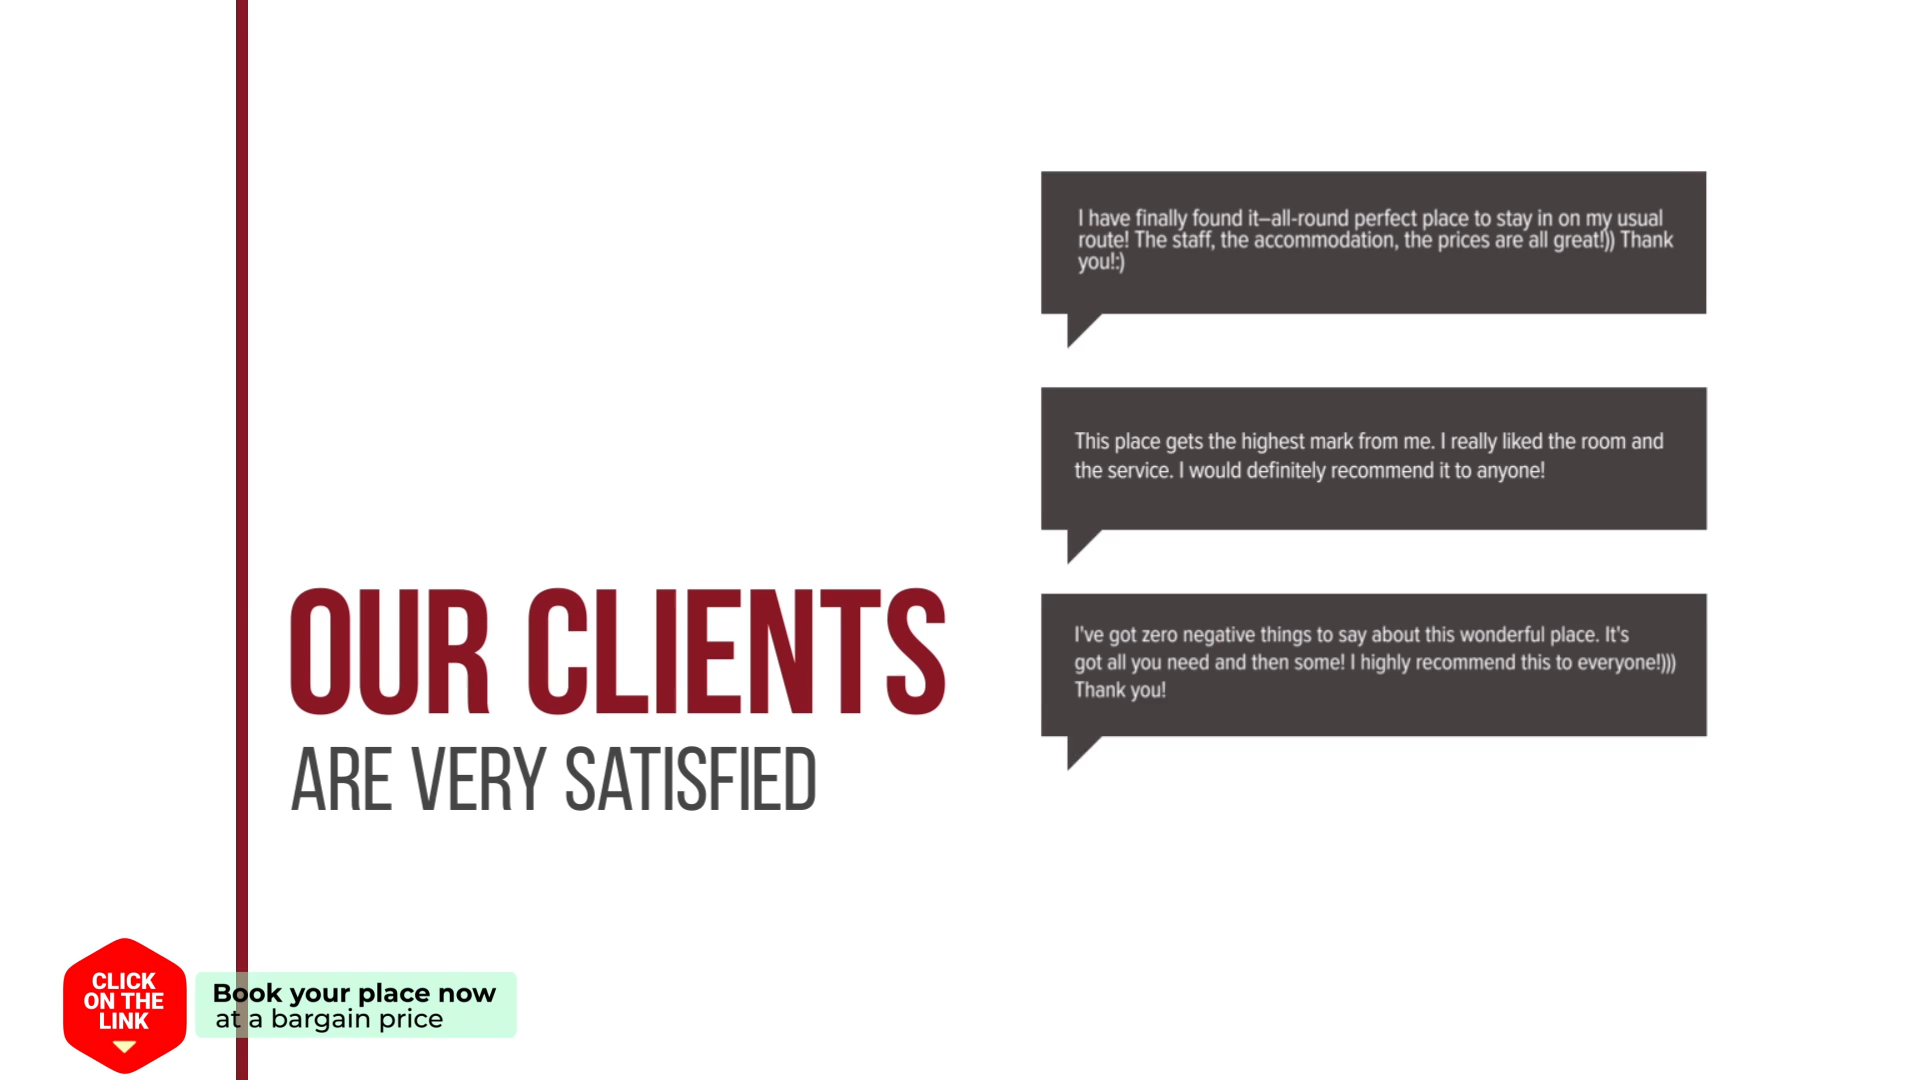 I have finally found it–all-round perfect place to stay in on my usual
route! The staff, the accommodation, the prices are all great!)) Thank
you!:)
This place gets the highest mark from me. I really liked the room and
the service. I would definitely recommend it to anyone!
OUR CLIENTS
ARE VERY SATISFIED
I've got zero negative things to say about this wonderful place. It's
got all you need and then some! I highly recommend this to everyone!)))
Thank you!
CLICK
ON THE
LINK
Book your place now
at a bargain price